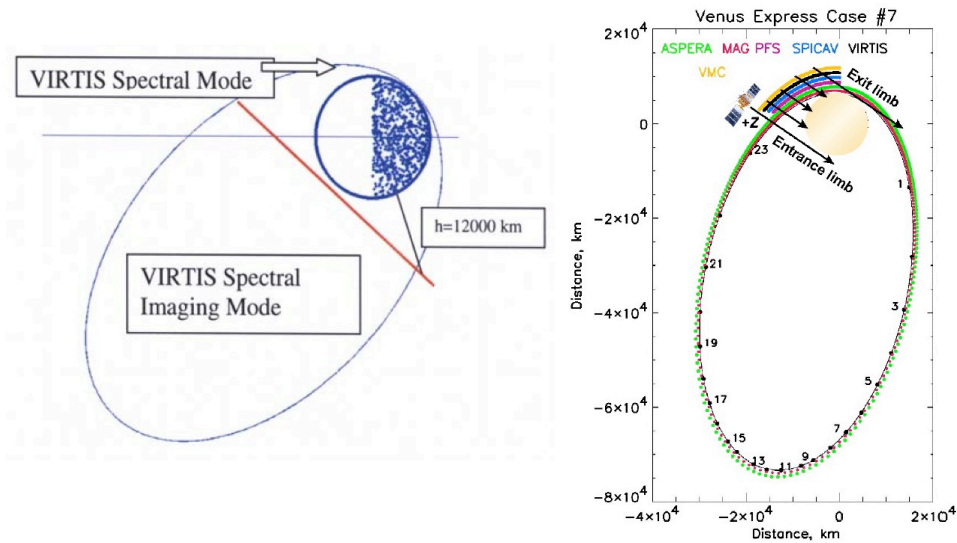 VIRTIS Spectral Mode
h=12000 km
VIRTIS Spectral
Imaging Mode
Venus Express Case #7
ASPERA MAG PFS SPICAV VIRTIS
VMC
Exit limb
+Z
Entrance limb
23
1
21
3
19
5
17
7
15
13
11
9
2×10⁴
0
−2×10⁴
−4×10⁴
−6×10⁴
−8×10⁴
Distance, km
−4×10⁴ −2×10⁴ 0 2×10⁴
Distance, km